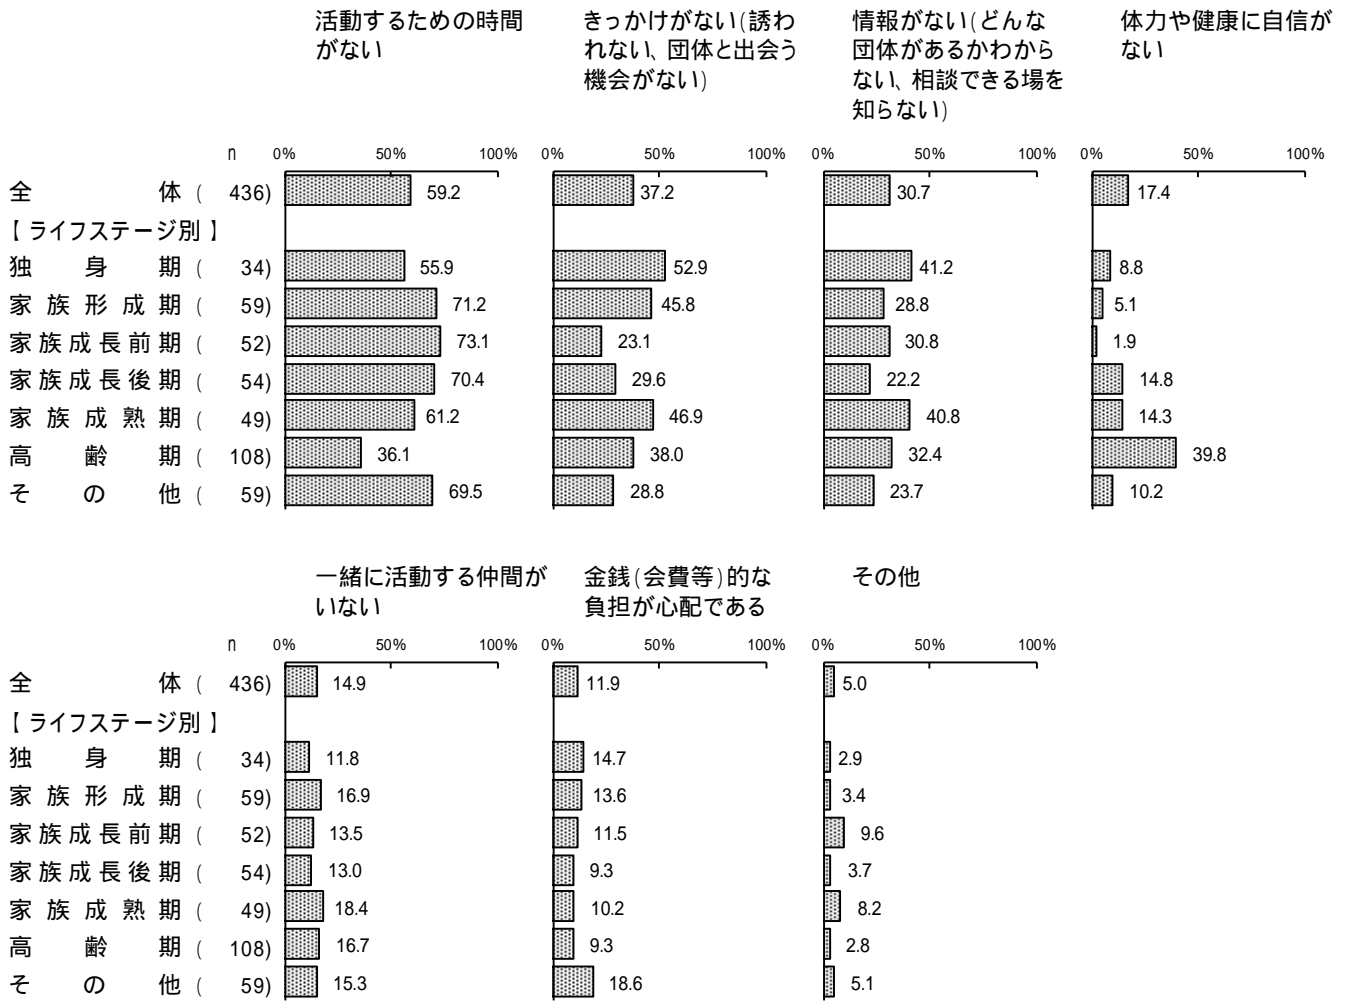 活動するための時間
がない
きっかけがない(誘わ
れない、団体と出会う
機会がない)
情報がない(どんな
団体があるかわから
ない、相談できる場を
知らない)
体力や健康に自信が
ない
n 0% 50% 100% 0% 50% 100% 0% 50% 100% 0% 50% 100%
全体 ( 436) 59.2 37.2 30.7 17.4
【ライフステージ別】
独身期 ( 34) 55.9 52.9 41.2 8.8
家族形成期 ( 59) 71.2 45.8 28.8 5.1
家族成長前期 ( 52) 73.1 23.1 30.8 1.9
家族成長後期 ( 54) 70.4 29.6 22.2 14.8
家族成熟期 ( 49) 61.2 46.9 40.8 14.3
高齢期 ( 108) 36.1 38.0 32.4 39.8
その他 ( 59) 69.5 28.8 23.7 10.2
一緒に活動する仲間が
いない
金銭(会費等)的な
負担が心配である
その他
n 0% 50% 100% 0% 50% 100% 0% 50% 100%
全体 ( 436) 14.9 11.9 5.0
【ライフステージ別】
独身期 ( 34) 11.8 14.7 2.9
家族形成期 ( 59) 16.9 13.6 3.4
家族成長前期 ( 52) 13.5 11.5 9.6
家族成長後期 ( 54) 13.0 9.3 3.7
家族成熟期 ( 49) 18.4 10.2 8.2
高齢期 ( 108) 16.7 9.3 2.8
その他 ( 59) 15.3 18.6 5.1